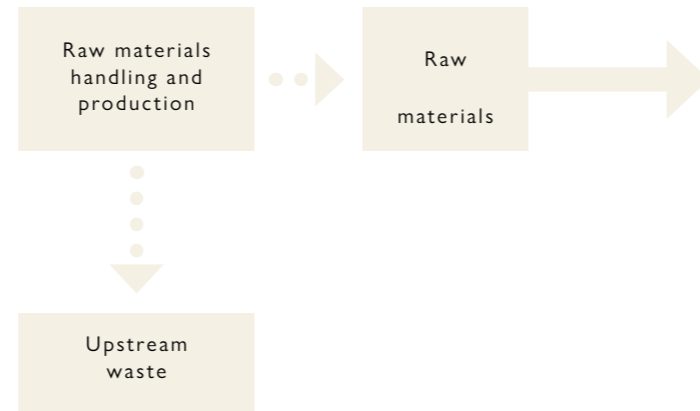 Raw materials
handling and
production
Raw
materials
Upstream
waste